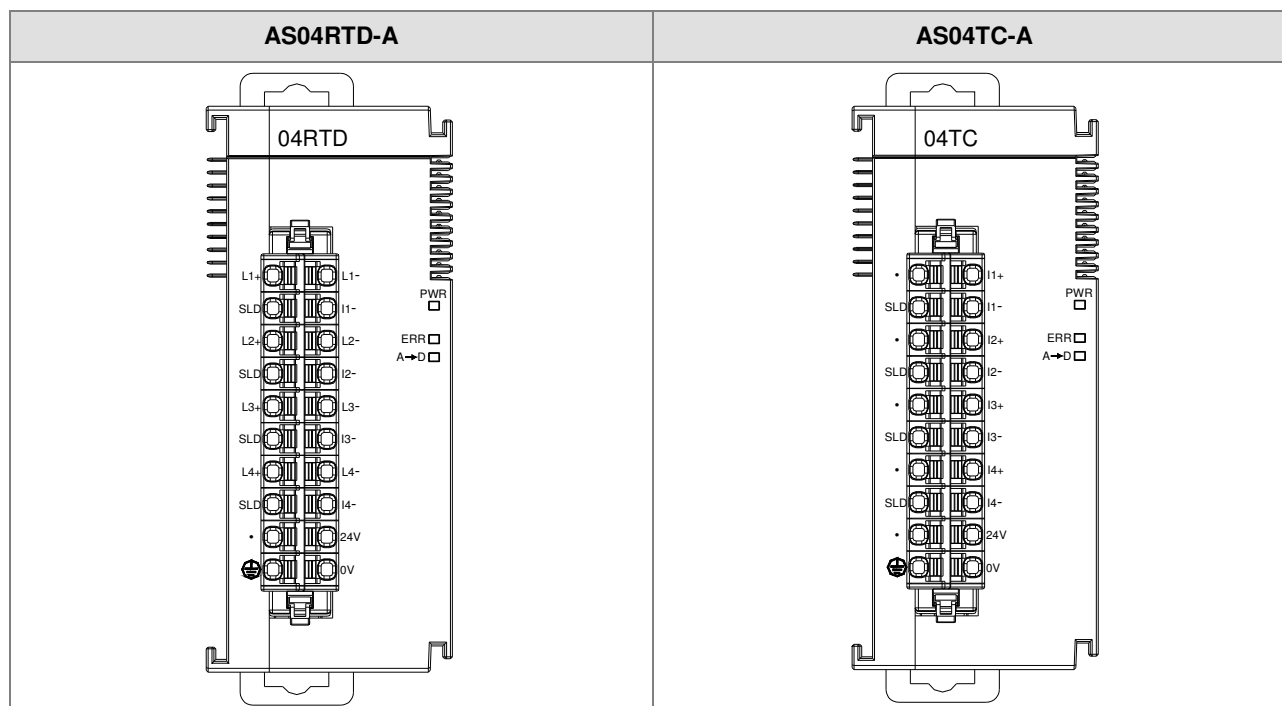 AS04RTD-A AS04TC-A
04RTD 04TC
L1+ L1- • I1+
PWR PWR
SLD I1- SLD I1-
L2+ L2- ERR • I2+ ERR
SLD I2- A→D SLD I2- A→D
L3+ L3- • I3+
SLD I3- SLD I3-
L4+ L4- • I4+
SLD I4- SLD I4-
• 24V • 24V
0V 0V